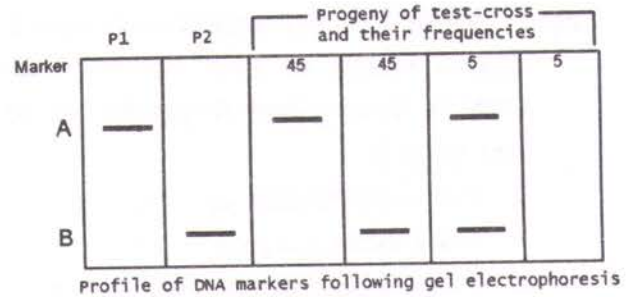 Progeny of test-cross
and their frequencies
P1 P2
Marker 45 45 5 5
A
B
Profile of DNA markers following gel electrophoresis